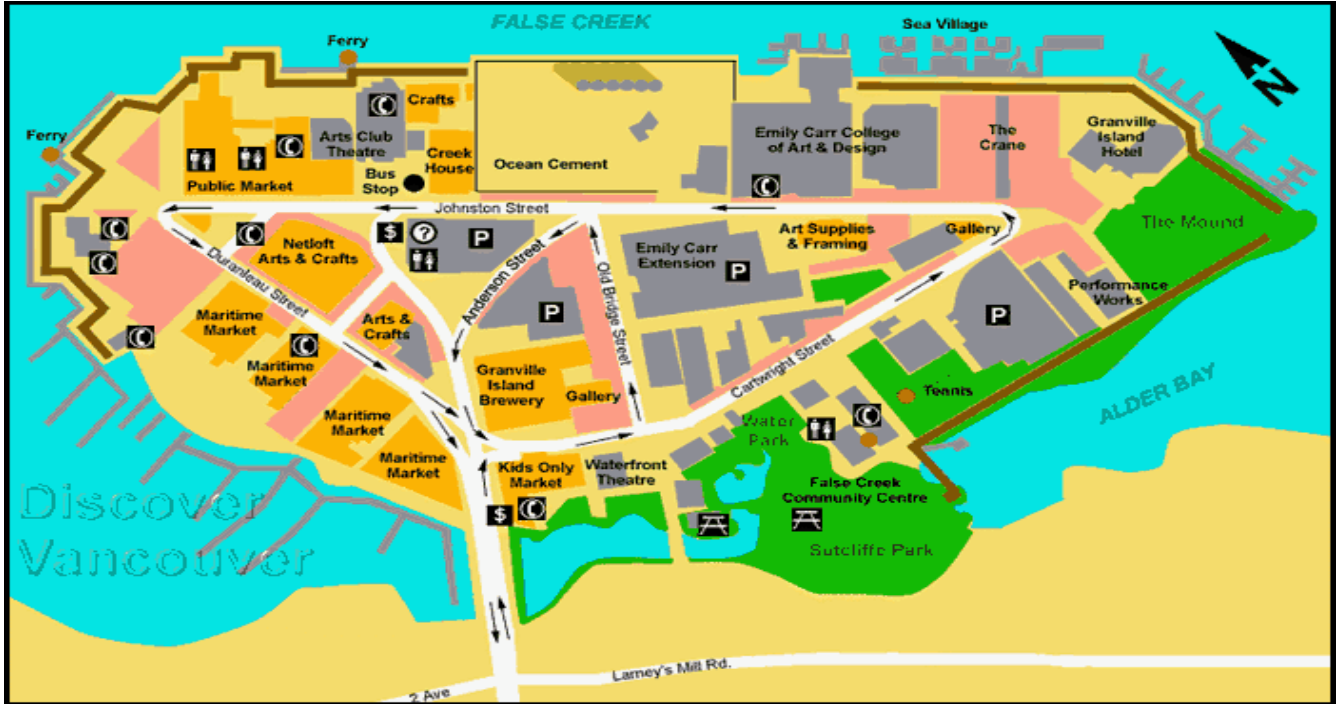 FALSE CREEK
Sea Village
Ferry
N
Ferry
Crafts
Arts Club
Theatre
Creek
House
Bus
Stop
Public Market
Ocean Cement
Emily Carr College
of Art & Design
The
Crane
Granville
Island
Hotel
The Mound
Johnston Street
Netloft
Arts & Crafts
$
?
P
Anderson Street
Old Bridge Street
Emily Carr
Extension
P
Art Supplies
& Framing
Gallery
Duranleau Street
Maritime
Market
Maritime
Market
Arts &
Crafts
P
P
Performance
Works
Maritime
Market
Maritime
Market
Granville
Island
Brewery
Gallery
Cartwright Street
Tennis
ALDER BAY
Water
Park
Kids Only
Market
Waterfront
Theatre
$
False Creek
Community Centre
Sutcliffe Park
Discover
Vancouver
Lamey's Mill Rd.
2 Ave